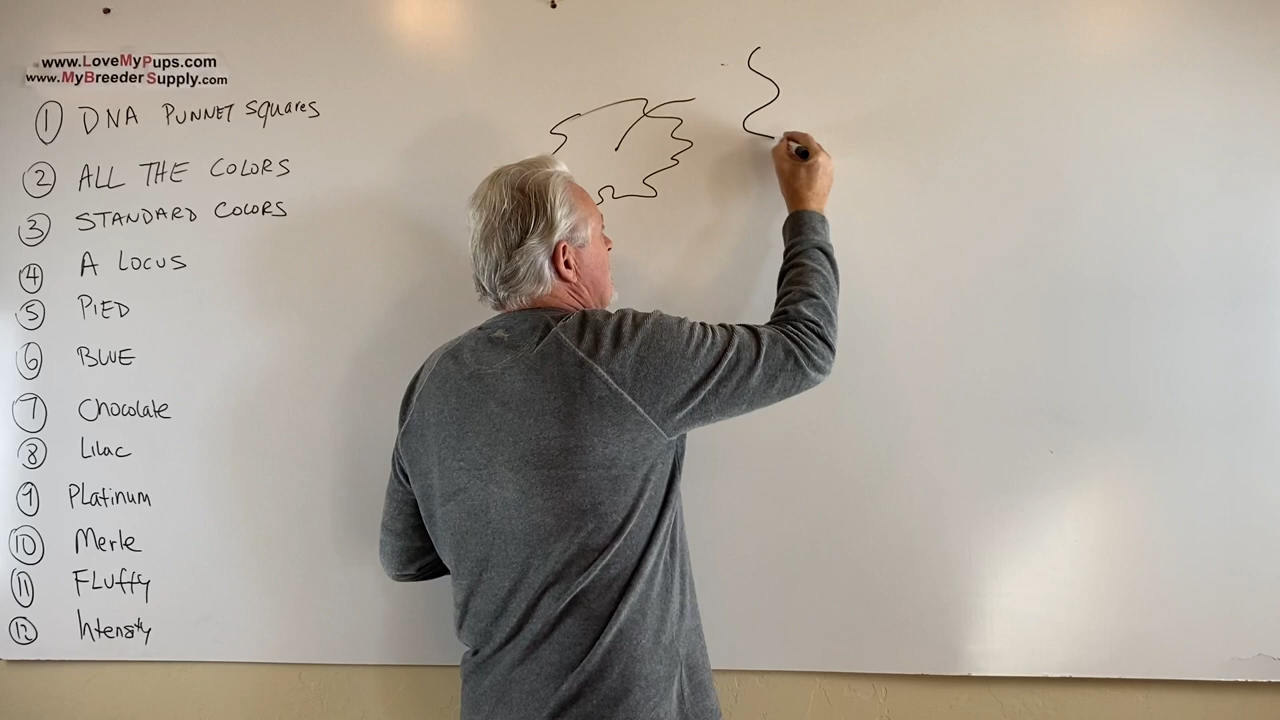 www.LoveMyPups.com
www.MyBreederSupply.com
1 DNA PUNNET SQuares
2 ALL THE COLORS
3 STANDARD COLORS
4 A LOCUS
5 PiED
6 BLUE
7 Chocolate
8 Lilac
9 PLatinum
10 Merle
11 FLuffy
12 Intensity